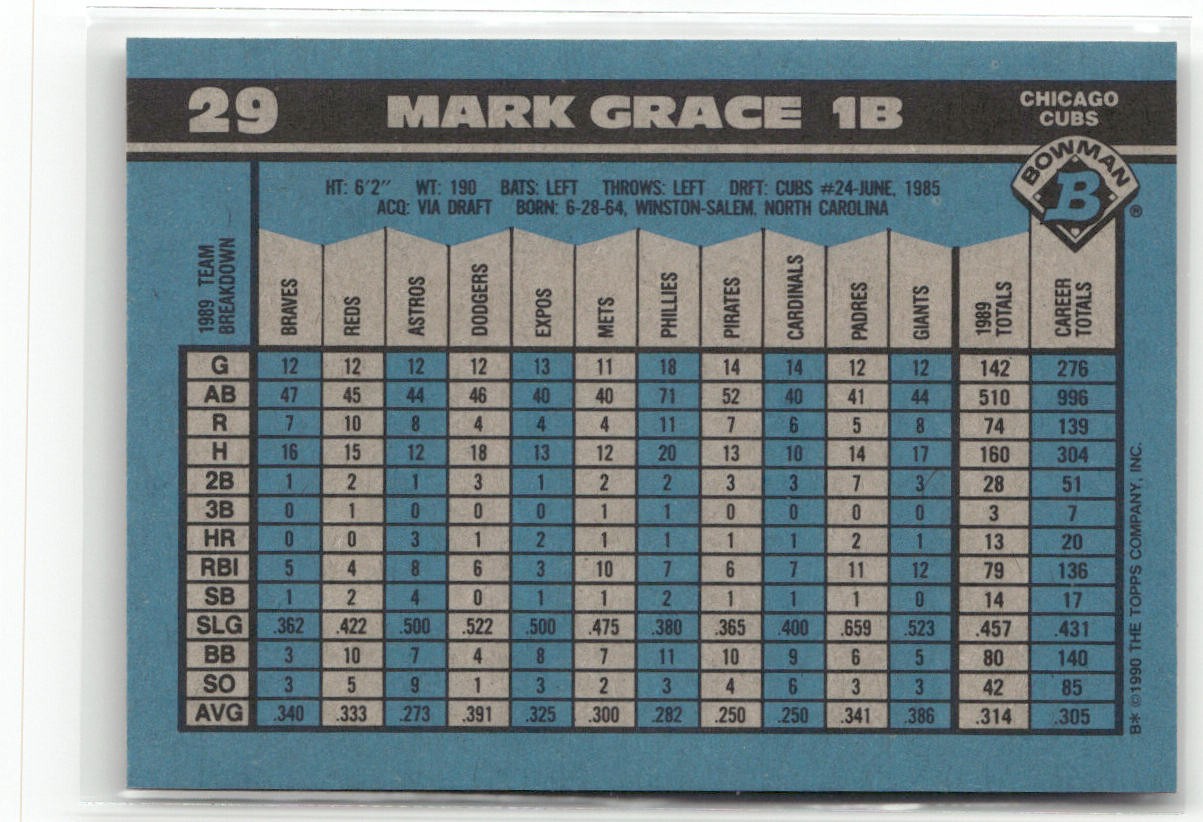 29 MARK GRACE 1B CHICAGO CUBS
BOWMAN
B ®
HT: 6'2" WT: 190 BATS: LEFT THROWS: LEFT DRFT: CUBS #24-JUNE, 1985
ACQ: VIA DRAFT BORN: 6-28-64, WINSTON-SALEM, NORTH CAROLINA
1989 TEAM BREAKDOWN BRAVES REDS ASTROS DODGERS EXPOS METS PHILLIES PIRATES CARDINALS PADRES GIANTS 1989 TOTALS CAREER TOTALS
G 12 12 12 12 13 11 18 14 14 12 12 142 276
AB 47 45 44 46 40 40 71 52 40 41 44 510 996
R 7 10 8 4 4 4 11 7 6 5 8 74 139
H 16 15 12 18 13 12 20 13 10 14 17 160 304
2B 1 2 1 3 1 2 2 3 3 7 3 28 51
3B 0 1 0 0 0 1 1 0 0 0 0 3 7
HR 0 0 3 1 2 1 1 1 1 2 1 13 20
RBI 5 4 8 6 3 10 7 6 7 11 12 79 136
SB 1 2 4 0 1 1 2 1 1 1 0 14 17
SLG .362 .422 .500 .522 .500 .475 .380 .365 .400 .659 .523 .457 .431
BB 3 10 7 4 8 7 11 10 9 6 5 80 140
SO 3 5 9 1 3 2 3 4 6 3 3 42 85
AVG .340 .333 .273 .391 .325 .300 .282 .250 .250 .341 .386 .314 .305
B* ©1990 THE TOPPS COMPANY, INC.